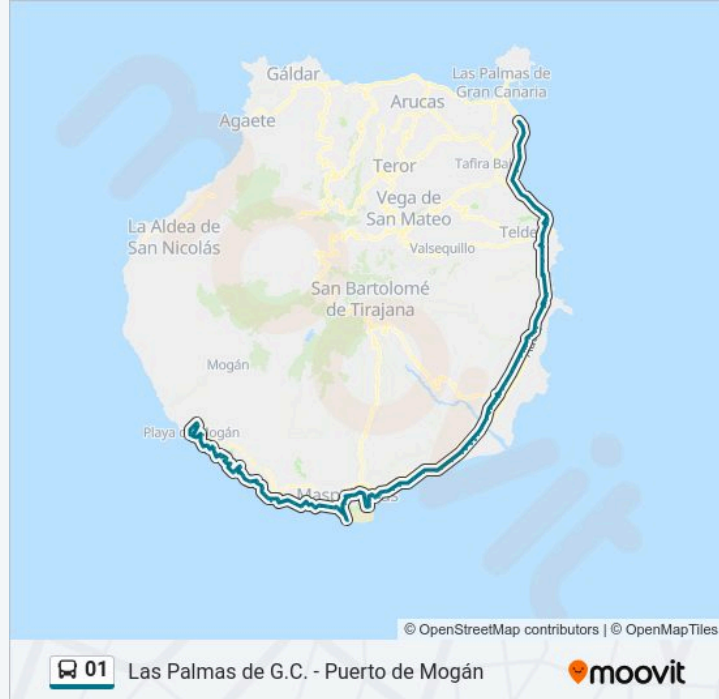 Gáldar
Las Palmas de
Gran Canaria
Arucas
Agaete
Teror
Tafira Ba
Vega de
San Mateo
La Aldea de
San Nicolás
Telde
Valsequillo
San Bartolomé
de Tirajana
Mogán
Playa d Mogán
Masp as
© OpenStreetMap contributors | © OpenMapTiles
01 Las Palmas de G.C. - Puerto de Mogán
moovit